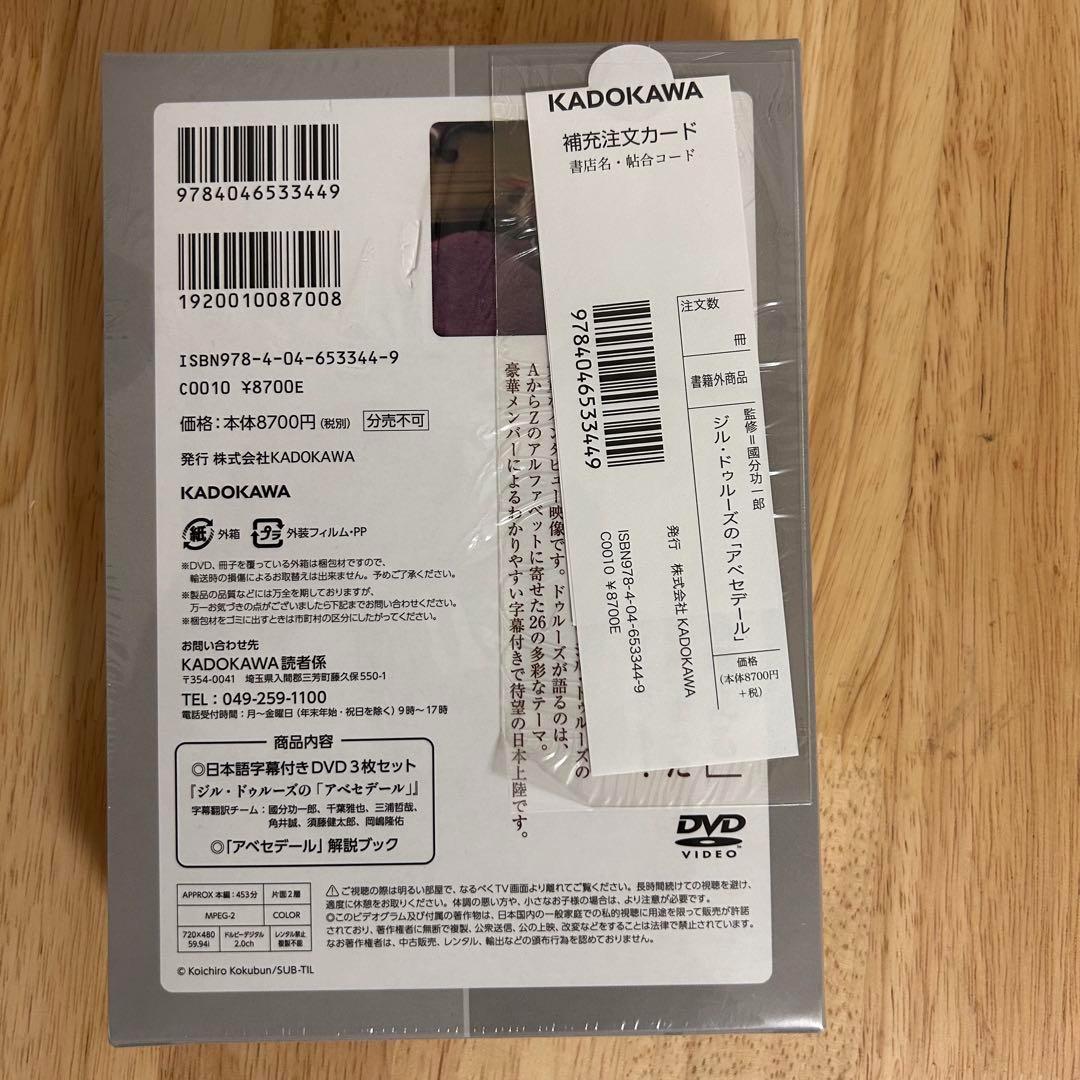 9784046533449
1920010087008
ISBN978-4-04-653344-9
C0010 ¥8700E
価格：本体8700円（税別） 分売不可
発行 株式会社KADOKAWA
KADOKAWA
紙 外箱 プラ 外装フィルム・PP
※DVD、冊子を覆っている外箱は梱包材ですので、
輸送時の損傷によるお取替えは出来ません。予めご了承ください。
※製品の品質などには万全を期しておりますが、
万一お気づきの点がございましたら下記までお問い合わせください。
※梱包材をゴミに出すときは市町村の区分にしたがってください。
お問い合わせ先
KADOKAWA 読者係
〒354-0041 埼玉県入間郡三芳町藤久保550-1
TEL：049-259-1100
電話受付時間：月〜金曜日（年末年始・祝日を除く）9時〜17時
商品内容
◎日本語字幕付きDVD3枚セット
『ジル・ドゥルーズの「アベセデール」』
字幕翻訳チーム：國分功一郎、千葉雅也、三浦哲哉、
角井誠、須藤健太郎、岡嶋隆佑
◎「アベセデール」解説ブック
APPROX 本編：453分 片面2層
MPEG-2 COLOR
720×480 59.94i ドルビーデジタル 2.0ch レンタル禁止 複製不能
© Koichiro Kokubun/SUB-TIL
ジル・ドゥルーズの
インタビュー映像です。ドゥルーズが語るのは、
AからZのアルファベットに寄せた26の多彩なテーマ。
豪華メンバーによるわかりやすい字幕付きで待望の日本上陸です。
DVD
VIDEO
⚠ご視聴の際は明るい部屋で、なるべくTV画面より離れてご覧ください。長時間続けての視聴を避け、
適度に休憩をお取りください。体調の悪い方や、小さなお子様の場合は、より注意が必要です。
◎このビデオグラム及び付属の著作物は、日本国内の一般家庭での私的視聴に用途を限って販売が許諾
されており、著作権者に無断で複製、公衆送信、公の上映、改変などをすることは法律で禁止されています。
なお著作権者は、中古販売、レンタル、輸出などの頒布行為を認めておりません。
KADOKAWA
補充注文カード
書店名・帖合コード
注文数
冊
書籍外商品
監修＝國分功一郎
ジル・ドゥルーズの「アベセデール」
価格
（本体8700円
＋税）
発行 株式会社 KADOKAWA
9784046533449
ISBN978-4-04-653344-9
C0010 ¥8700E